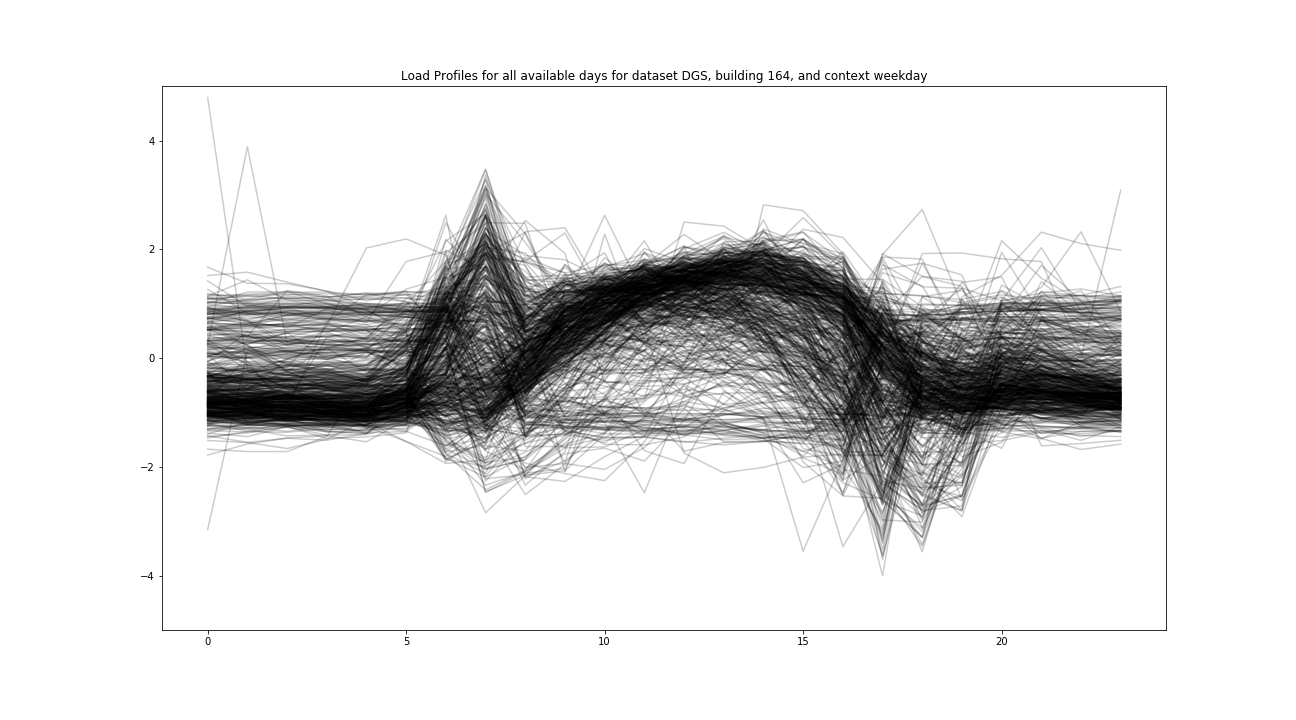 Load Profiles for all available days for dataset DGS, building 164, and context weekday
4
2
0
−2
−4
0 5 10 15 20